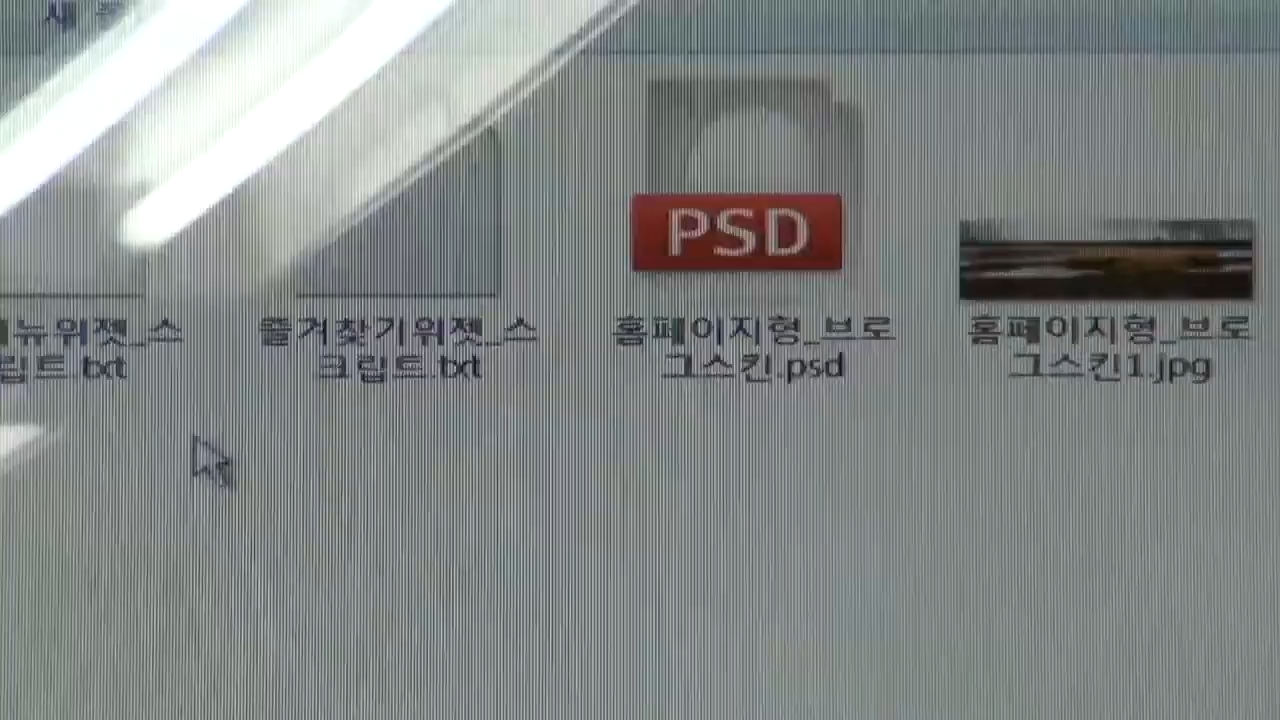 PSD
뉴위젯_스
립트.txt
즐겨찾기위젯_스
크립트.txt
홈페이지형_브로
그스킨.psd
홈페이지형_브로
그스킨1.jpg